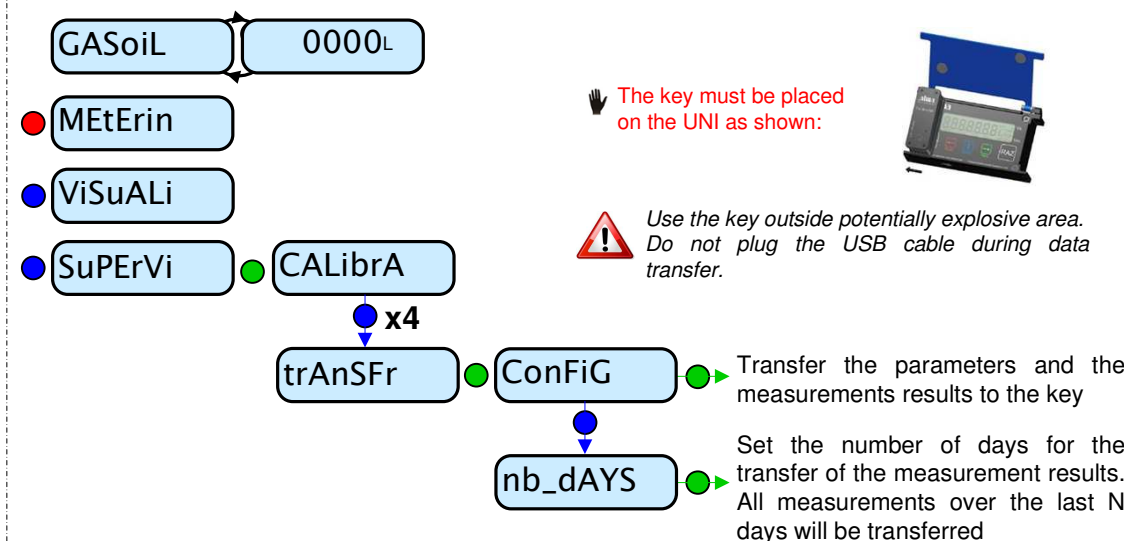 GASoiL 0000L
The key must be placed
on the UNI as shown:
MEtErin
ViSuALi
Use the key outside potentially explosive area.
Do not plug the USB cable during data
transfer.
SuPErVi CALibrA
x4
trAnSFr ConFiG
Transfer the parameters and the
measurements results to the key
nb_dAYS
Set the number of days for the
transfer of the measurement results.
All measurements over the last N
days will be transferred
RAZ